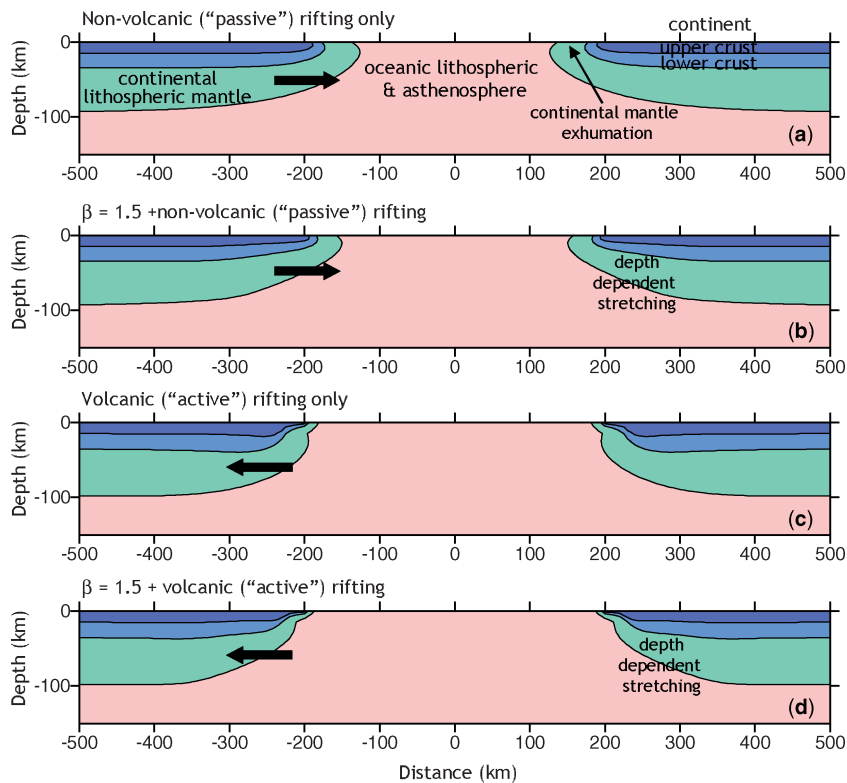 Non-volcanic (“passive”) rifting only
continent
upper crust
lower crust
continental
lithospheric mantle
oceanic lithospheric
& asthenosphere
continental mantle
exhumation
(a)
Depth (km)
0
-100
-500 -400 -300 -200 -100 0 100 200 300 400 500
β = 1.5 +non-volcanic (“passive”) rifting
depth
dependent
stretching
(b)
Depth (km)
0
-100
-500 -400 -300 -200 -100 0 100 200 300 400 500
Volcanic (“active”) rifting only
(c)
Depth (km)
0
-100
-500 -400 -300 -200 -100 0 100 200 300 400 500
β = 1.5 + volcanic (“active”) rifting
depth
dependent
stretching
(d)
Depth (km)
0
-100
-500 -400 -300 -200 -100 0 100 200 300 400 500
Distance (km)